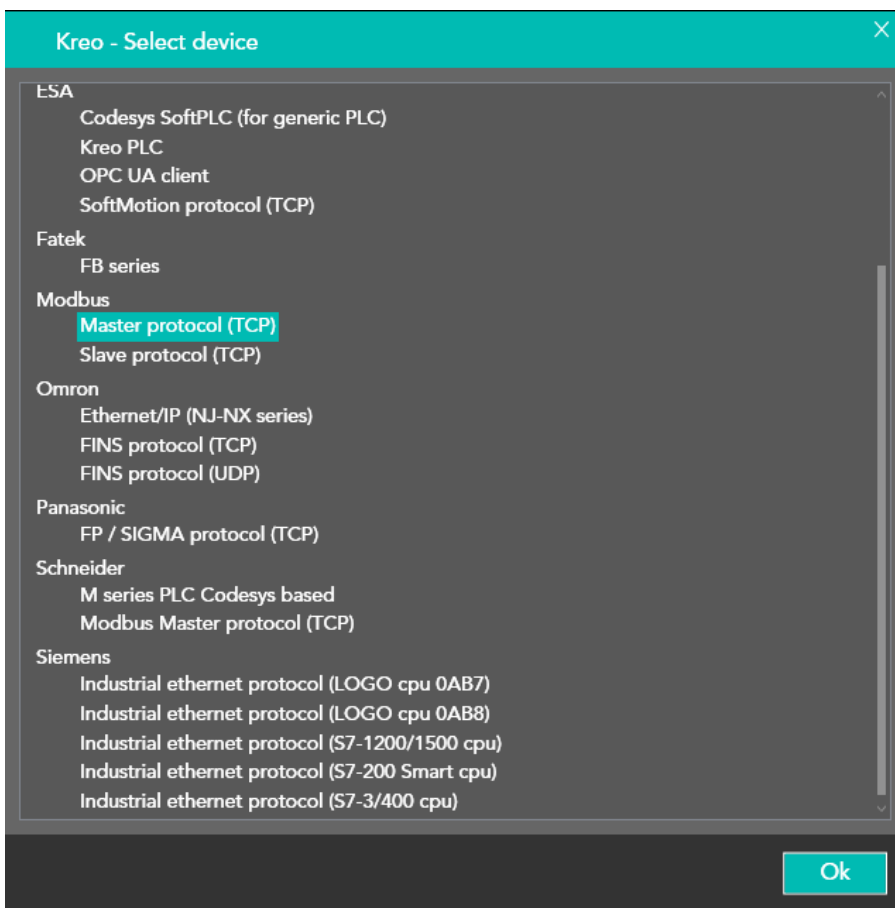 Kreo - Select device
ESA
Codesys SoftPLC (for generic PLC)
Kreo PLC
OPC UA client
SoftMotion protocol (TCP)
Fatek
FB series
Modbus
Master protocol (TCP)
Slave protocol (TCP)
Omron
Ethernet/IP (NJ-NX series)
FINS protocol (TCP)
FINS protocol (UDP)
Panasonic
FP / SIGMA protocol (TCP)
Schneider
M series PLC Codesys based
Modbus Master protocol (TCP)
Siemens
Industrial ethernet protocol (LOGO cpu 0AB7)
Industrial ethernet protocol (LOGO cpu 0AB8)
Industrial ethernet protocol (S7-1200/1500 cpu)
Industrial ethernet protocol (S7-200 Smart cpu)
Industrial ethernet protocol (S7-3/400 cpu)
Ok